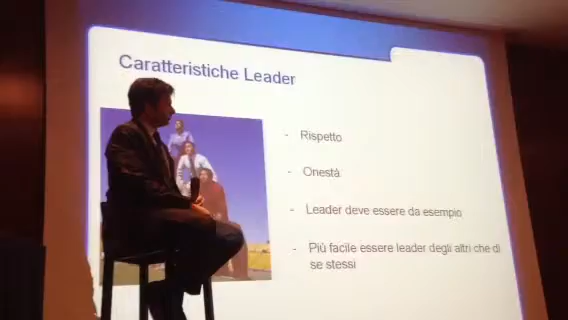 Caratteristiche Leader
- Rispetto
- Onestà
- Leader deve essere da esempio
- Più facile essere leader degli altri che di
se stessi